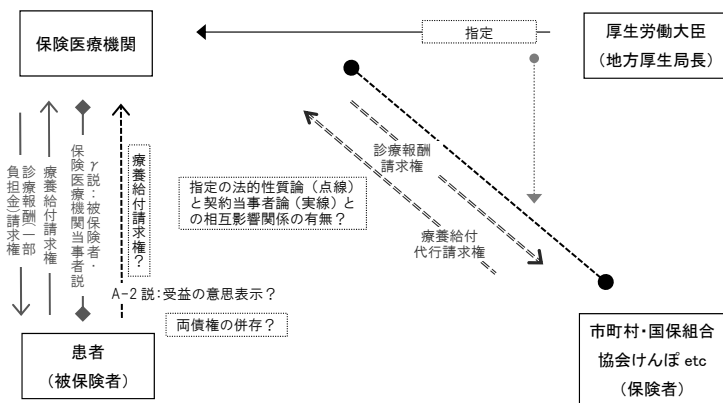 保険医療機関
指定
厚生労働大臣
（地方厚生局長）
診療報酬（一部
負担金）請求権
療養給付請求権
γ説：被保険者・
保険医療機関当事者説
療養給付請求権？
指定の法的性質論（点線）
と契約当事者論（実線）と
の相互影響関係の有無？
診療報酬
請求権
療養給付
代行請求権
A-2 説：受益の意思表示？
両債権の併存？
患者
（被保険者）
市町村・国保組合
協会けんぽ etc
（保険者）